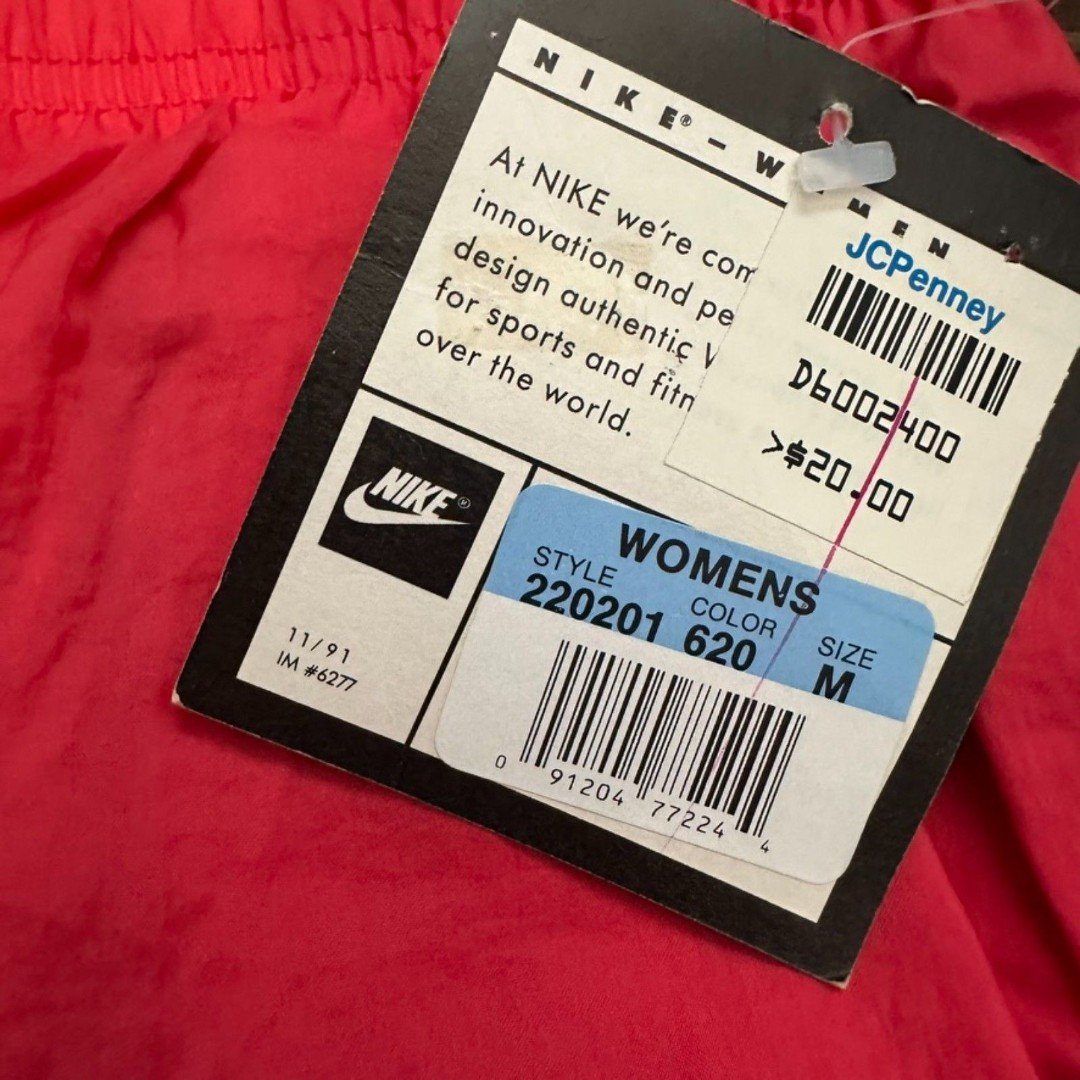 NIKE® - W MEN
At NIKE we're com
innovation and pe
design authentic
for sports and fitn
over the world.
JCPenney
D6002400
>$20.00
NIKE®
11/91
IM #6277
WOMENS
STYLE COLOR SIZE
220201 620 M
0 91204 77224 4